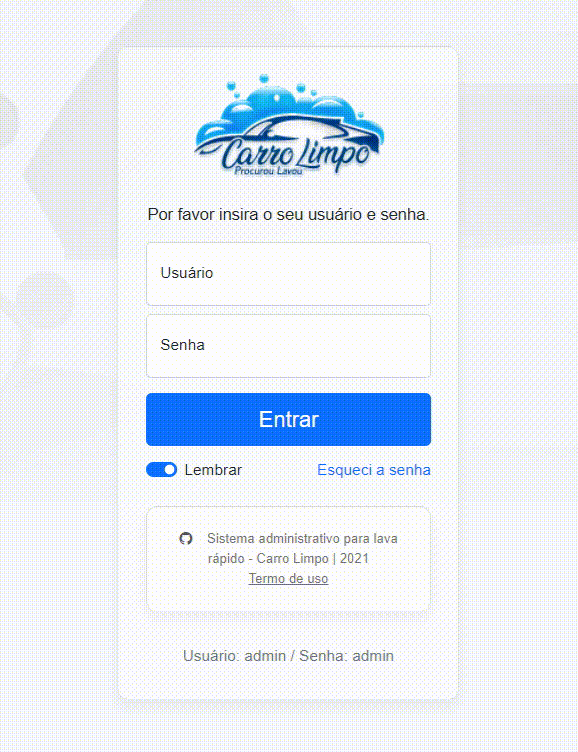 Carro Limpo
Procurou Lavou
Por favor insira o seu usuário e senha.
Usuário
Senha
Entrar
Lembrar
Esqueci a senha
Sistema administrativo para lava
rápido - Carro Limpo | 2021
Termo de uso
Usuário: admin / Senha: admin